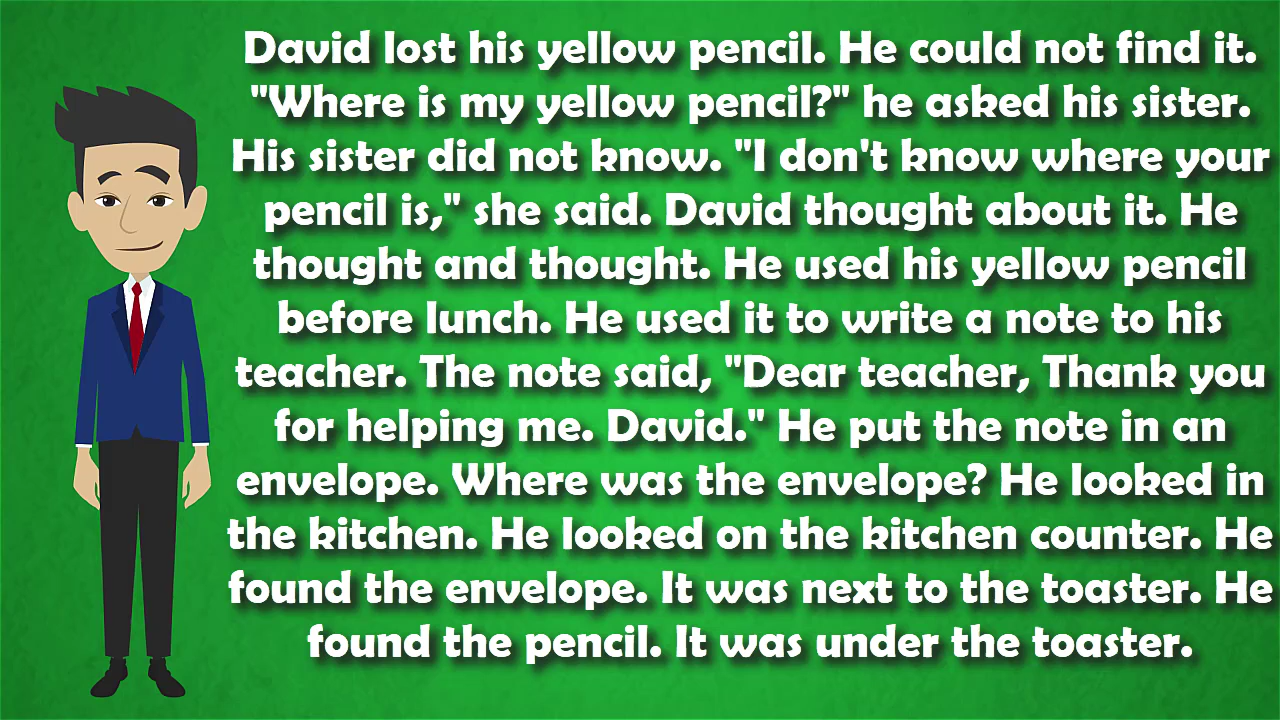 David lost his yellow pencil. He could not find it.
"Where is my yellow pencil?" he asked his sister.
His sister did not know. "I don't know where your
pencil is," she said. David thought about it. He
thought and thought. He used his yellow pencil
before lunch. He used it to write a note to his
teacher. The note said, "Dear teacher, Thank you
for helping me. David." He put the note in an
envelope. Where was the envelope? He looked in
the kitchen. He looked on the kitchen counter. He
found the envelope. It was next to the toaster. He
found the pencil. It was under the toaster.